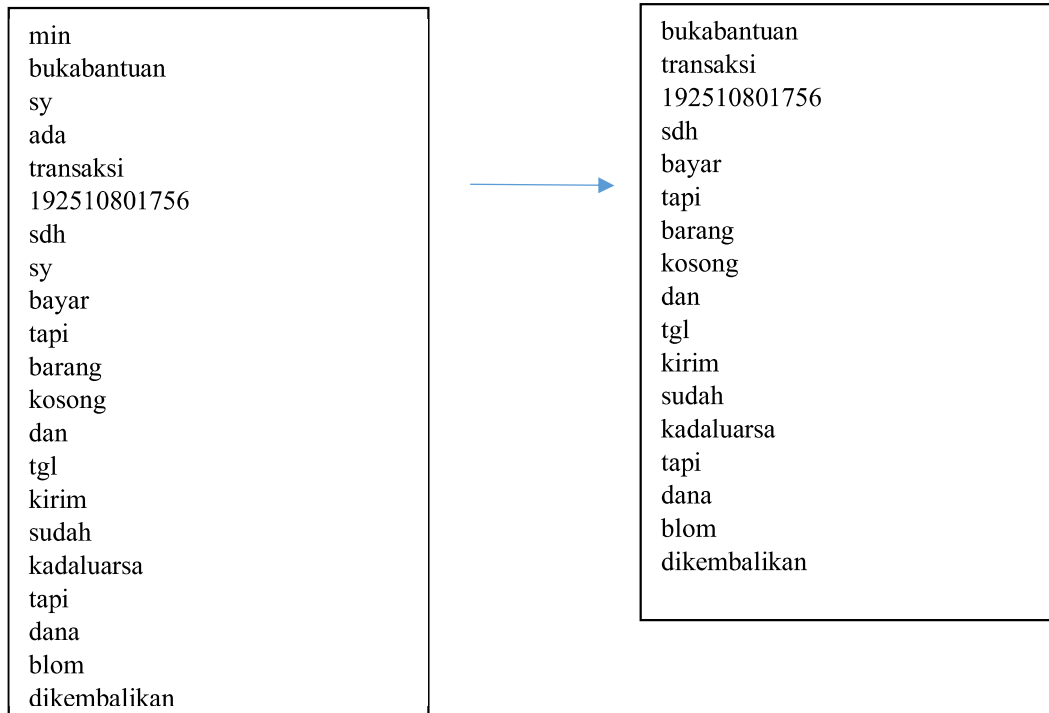 min
bukabantuan
sy
ada
transaksi
192510801756
sdh
sy
bayar
tapi
barang
kosong
dan
tgl
kirim
sudah
kadaluarsa
tapi
dana
blom
dikembalikan
bukabantuan
transaksi
192510801756
sdh
bayar
tapi
barang
kosong
dan
tgl
kirim
sudah
kadaluarsa
tapi
dana
blom
dikembalikan